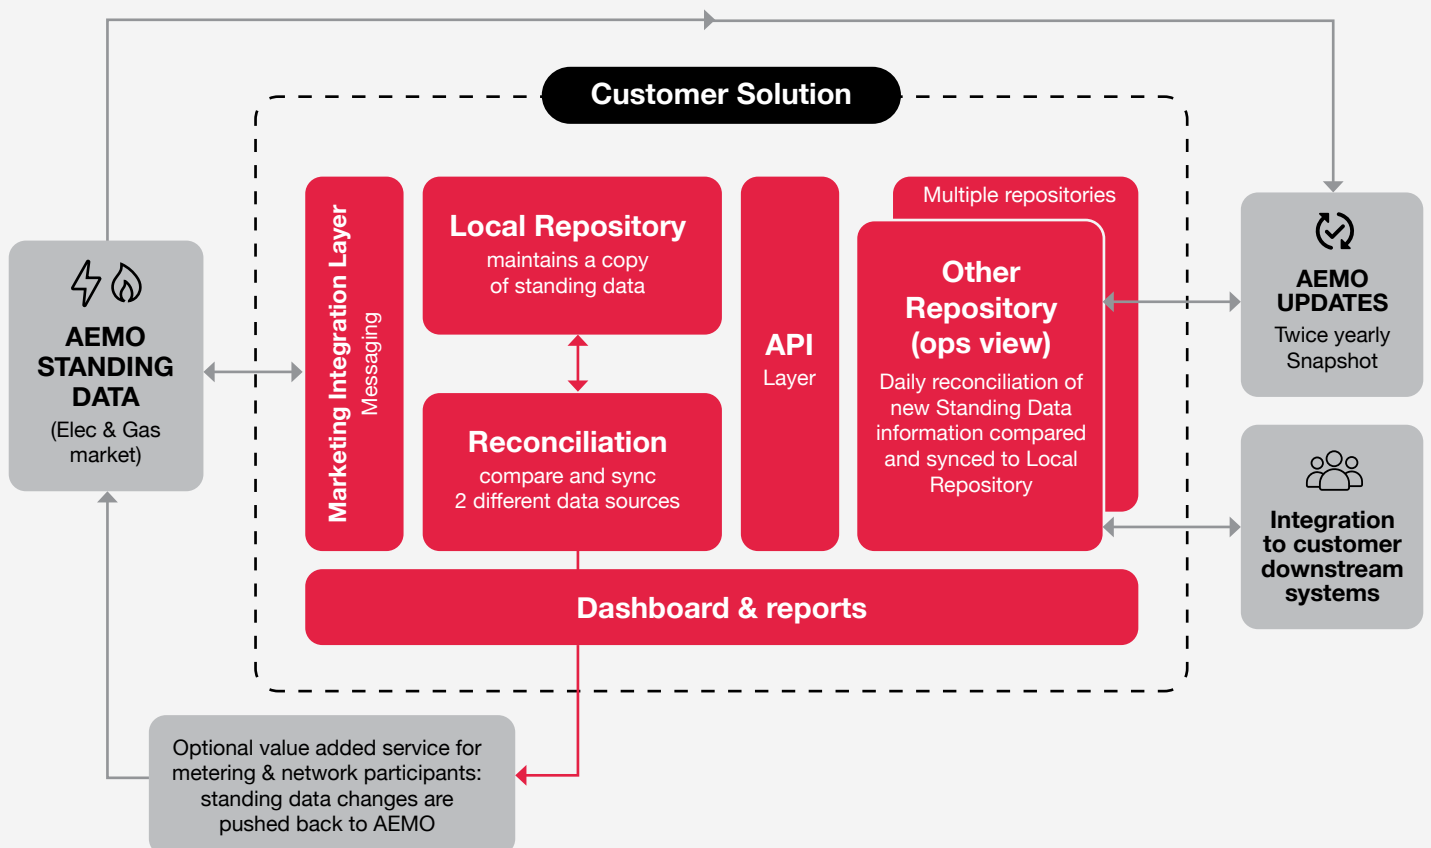 Customer Solution
AEMO
STANDING
DATA
(Elec & Gas
market)
Marketing Integration Layer
Messaging
Local Repository
maintains a copy
of standing data
Reconciliation
compare and sync
2 different data sources
API
Layer
Multiple repositories
Other
Repository
(ops view)
Daily reconciliation of
new Standing Data
information compared
and synced to Local
Repository
Dashboard & reports
AEMO
UPDATES
Twice yearly
Snapshot
Integration
to customer
downstream
systems
Optional value added service for
metering & network participants:
standing data changes are
pushed back to AEMO